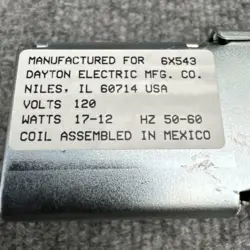 MANUFACTURED FOR 6X543
DAYTON ELECTRIC MFG. CO.
NILES, IL 60714 USA
VOLTS 120
WATTS 17-12 HZ 50-60
COIL ASSEMBLED IN MEXICO